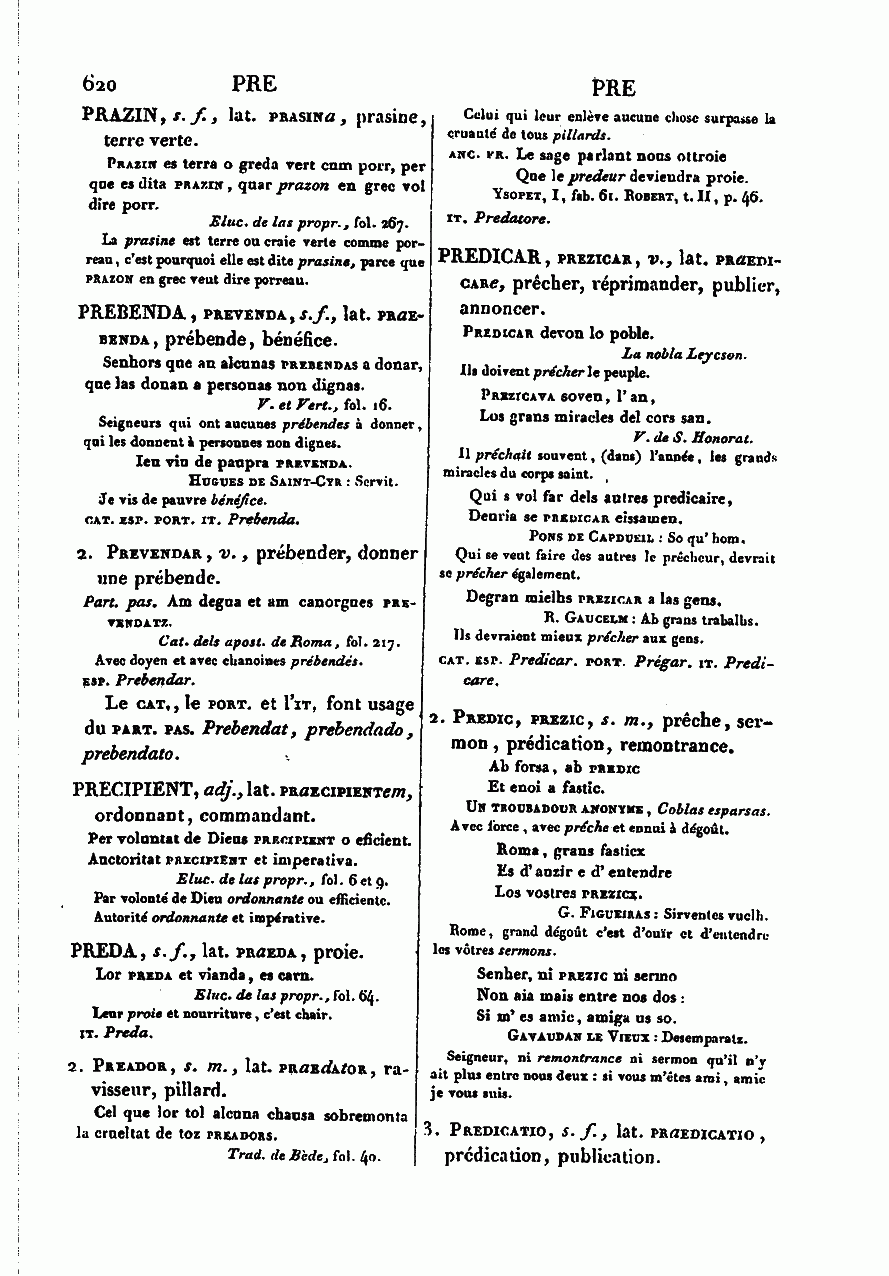 620 PRE
PRE
PRAZIN, s. f., lat. PRASINa, prasine,
terre verte.
PRAZIN es terra o greda vert cum porr, per
que es dita PRAZIN, quar prazon en grec vol
dire porr.
Eluc. de las propr., fol. 267.
La prasine est terre ou craie verte comme por-
reau, c'est pourquoi elle est dite prasine, parce que
PRAZON en grec veut dire porreau.
PREBENDA, PREVENDA, s. f., lat. PRaE-
BENDA, prébende, bénéfice.
Senhors que an alcunas PREBENDAS a donar,
que las donan a personas non dignas.
V. et Vert., fol. 16.
Seigneurs qui ont aucunes prébendes à donner,
qui les donnent à personnes non dignes.
Ieu viu de paupra PREVENDA.
HUGUES DE SAINT-CYR : Servit.
Je vis de pauvre bénéfice.
CAT. ESP. PORT. IT. Prebenda.
2. PREVENDAR, v., prébender, donner
une prébende.
Part. pas. Am degua et am canorgues PRE-
VENDATZ.
Cat. dels apost. de Roma, fol. 217.
Avec doyen et avec chanoines prébendés.
ESP. Prebendar.
Le CAT., le PORT. et l'IT, font usage
du PART. PAS. Prebendat, prebendado,
prebendato.
PRECIPIENT, adj., lat. PRaECIPIENTem,
ordonnant, commandant.
Per voluntat de Dieus PRECIPIENT o eficient.
Auctoritat PRECIPIENT et imperativa.
Eluc. de las propr., fol. 6 et 9.
Par volonté de Dieu ordonnante ou efficiente.
Autorité ordonnante et impérative.
PREDA, s. f., lat. PRaEDA, proie.
Lor PREDA et vianda, es carn.
Eluc. de las propr., fol. 64.
Leur proie et nourriture, c'est chair.
IT. Preda.
2. PREADOR, s. m., lat. PRaEdATOR, ra-
visseur, pillard.
Cel que lor tol alcuna chausa sobremonta
la crueltat de toz PREADORS.
Trad. de Bède, fol. 40.
Celui qui leur enlève aucune chose surpasse la
cruauté de tous pillards.
ANC. FR. Le sage parlant nous ottroie
Que le predeur deviendra proie.
YSOPET, I, fab. 61. ROBERT, t. II, p. 46.
IT. Predatore.
PREDICAR, PREZICAR, v., lat. PRaEDI-
CARe, prêcher, réprimander, publier,
annoncer.
PREDICAR devon lo poble.
La nobla Leyczon.
Ils doivent prêcher le peuple.
PREZICAVA soven, l'an,
Los grans miracles del cors san.
V. de S. Honorat.
Il prêchait souvent, (dans) l'année, les grands
miracles du corps saint.
Qui s vol far dels autres predicaire,
Deuria se PREDICAR eissamen.
PONS DE CAPDUEIL : So qu' hom.
Qui se veut faire des autres le prêcheur, devrait
se prêcher également.
Degran mielhs PREZICAR a las gens.
R. GAUCELM : Ab grans trabalhs.
Ils devraient mieux prêcher aux gens.
CAT. ESP. Predicar. PORT. Prégar. IT. Predi-
care.
2. PREDIC, PREZIC, s. m., prêche, ser-
mon, prédication, remontrance.
Ab forsa, ab PREDIC
Et enoi a fastic.
UN TROUBADOUR ANONYME, Coblas esparsas.
Avec force, avec prêche et ennui à dégoût.
Roma, grans fasticx
Es d' auzir e d' entendre
Los vostres PREZICX.
G. FIGUEIRAS : Sirventes vuelh.
Rome, grand dégoût c'est d'ouïr et d'entendre
les vôtres sermons.
Senher, ni PREZIC ni sermo
Non aia mais entre nos dos :
Si m' es amic, amiga us so.
GAVAUDAN LE VIEUX : Desemparatz.
Seigneur, ni remontrance ni sermon qu'il n'y
ait plus entre nous deux : si vous m'êtes ami, amie
je vous suis.
3. PREDICATIO, s. f., lat. PRaEDICATIO,
prédication, publication.